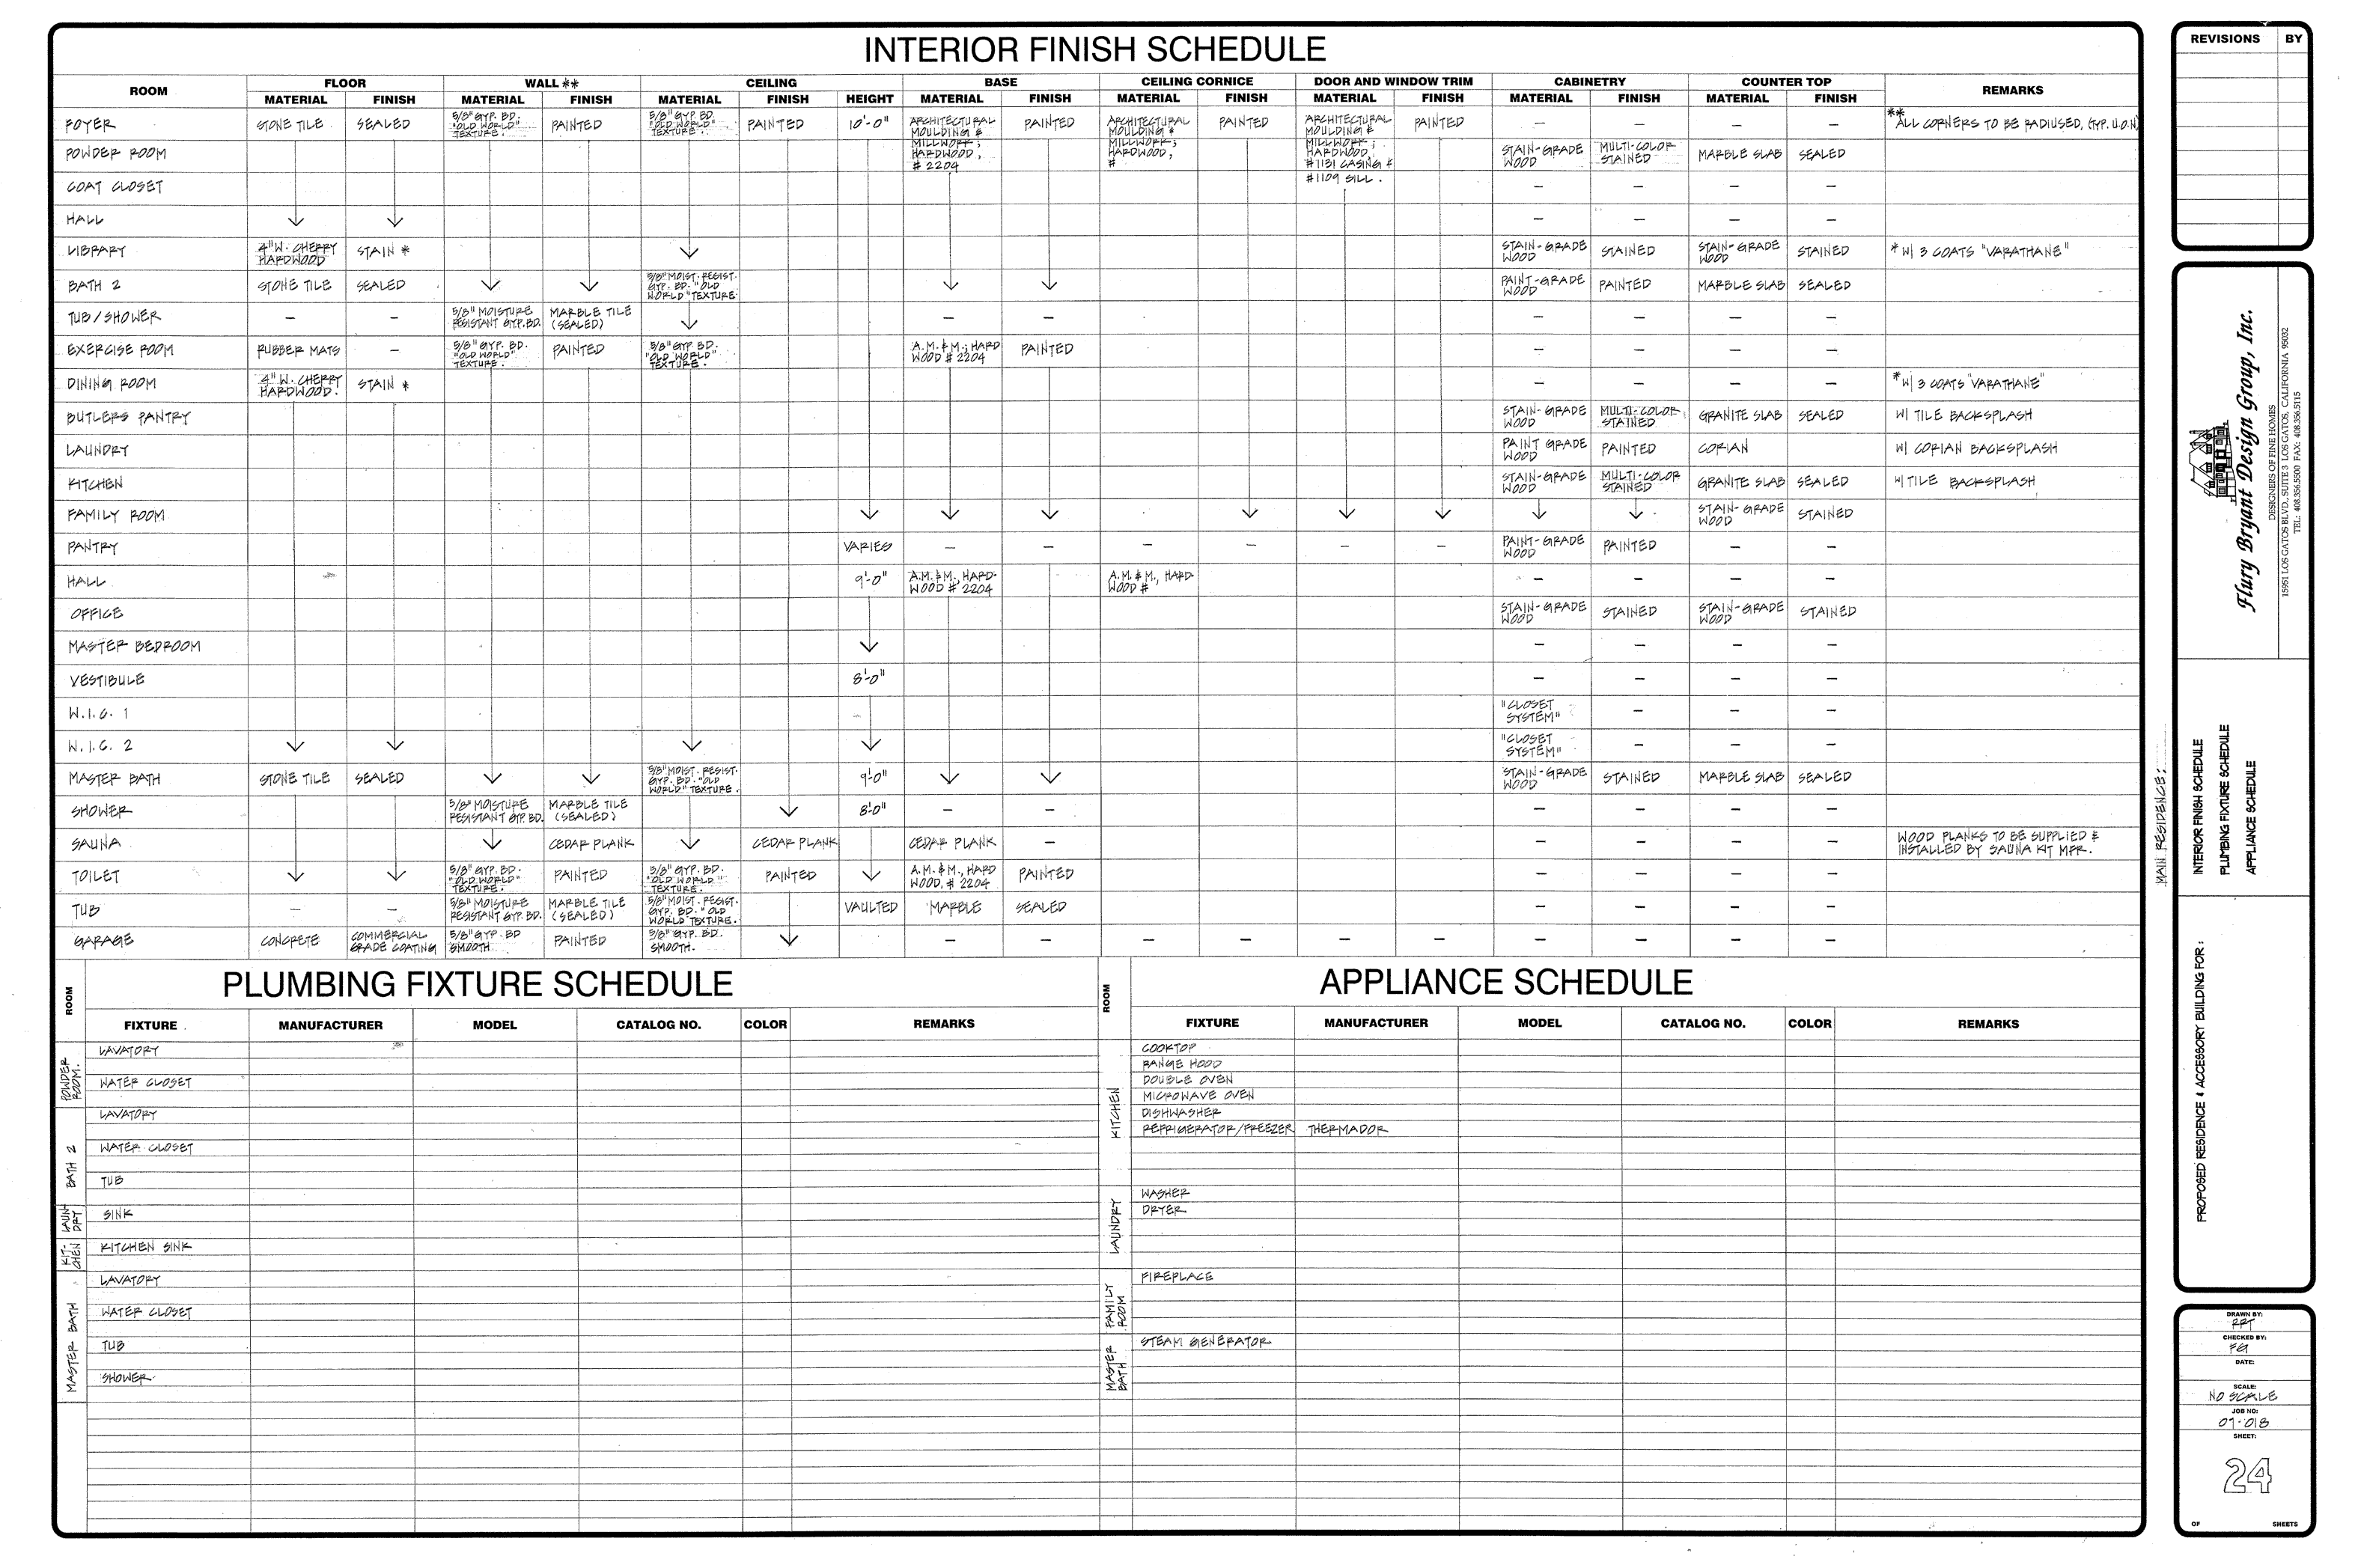 INTERIOR FINISH SCHEDULE
ROOM FLOOR WALL ** CEILING BASE CEILING CORNICE DOOR AND WINDOW TRIM CABINETRY COUNTER TOP REMARKS
MATERIAL FINISH MATERIAL FINISH MATERIAL FINISH HEIGHT MATERIAL FINISH MATERIAL FINISH MATERIAL FINISH MATERIAL FINISH MATERIAL FINISH
FOYER STONE TILE SEALED 5/8" GYP. BD; "OLD WORLD" TEXTURE. PAINTED 5/8" GYP. BD. "OLD WORLD" TEXTURE. PAINTED 10'-0" ARCHITECTURAL MOULDING & MILLWORK; HARDWOOD, # 2204 PAINTED ARCHITECTURAL MOULDING & MILLWORK; HARDWOOD, # PAINTED ARCHITECTURAL MOULDING & MILLWORK; HARDWOOD, #1131 CASING & #1109 SILL. PAINTED — — — — ** ALL CORNERS TO BE RADIUSED, (TYP. U.O.N)
POWDER ROOM STAIN-GRADE WOOD MULTI-COLOR STAINED MARBLE SLAB SEALED
COAT CLOSET — — — —
HALL — — — —
LIBRARY 4" W. CHERRY HARDWOOD STAIN * STAIN-GRADE WOOD STAINED STAIN-GRADE WOOD STAINED * W/ 3 COATS "VARATHANE"
BATH 2 STONE TILE SEALED 5/8" MOIST. RESIST. GYP. BD. "OLD WORLD" TEXTURE. PAINT-GRADE WOOD PAINTED MARBLE SLAB SEALED
TUB / SHOWER — — 5/8" MOISTURE RESISTANT GYP. BD. MARBLE TILE (SEALED) — — — — — —
EXERCISE ROOM RUBBER MATS — 5/8" GYP. BD. "OLD WORLD" TEXTURE. PAINTED 5/8" GYP. BD. "OLD WORLD" TEXTURE. A.M. & M.; HARD WOOD # 2204 PAINTED — — — —
DINING ROOM 4" W. CHERRY HARDWOOD. STAIN * — — — — * W/ 3 COATS "VARATHANE"
BUTLERS PANTRY STAIN-GRADE WOOD MULTI-COLOR STAINED GRANITE SLAB SEALED W/ TILE BACKSPLASH
LAUNDRY PAINT GRADE WOOD PAINTED CORIAN — W/ CORIAN BACKSPLASH
KITCHEN STAIN-GRADE WOOD MULTI-COLOR STAINED GRANITE SLAB SEALED W/ TILE BACKSPLASH
FAMILY ROOM STAIN-GRADE WOOD STAINED
PANTRY VARIES — — — — — — PAINT-GRADE WOOD PAINTED — —
HALL 9'-0" A.M. & M., HARD-WOOD # 2204 A.M. & M., HARD-WOOD # — — — —
OFFICE STAIN-GRADE WOOD STAINED STAIN-GRADE WOOD STAINED
MASTER BEDROOM — — — —
VESTIBULE 8'-0" — — — —
W.I.C. 1 "CLOSET SYSTEM" — — —
W.I.C. 2 "CLOSET SYSTEM" — — —
MASTER BATH STONE TILE SEALED 5/8" MOIST. RESIST. GYP. BD. "OLD WORLD" TEXTURE. 9'-0" STAIN-GRADE WOOD STAINED MARBLE SLAB SEALED
SHOWER 5/8" MOISTURE RESISTANT GYP. BD. MARBLE TILE (SEALED) 8'-0" — — — — — —
SAUNA CEDAR PLANK CEDAR PLANK CEDAR PLANK — — — — — WOOD PLANKS TO BE SUPPLIED & INSTALLED BY SAUNA KIT MFR.
TOILET 5/8" GYP. BD. "OLD WORLD" TEXTURE. PAINTED 5/8" GYP. BD. "OLD WORLD" TEXTURE. PAINTED A.M. & M., HARD WOOD, # 2204 PAINTED — — — —
TUB — — 5/8" MOISTURE RESISTANT GYP. BD. MARBLE TILE (SEALED) 5/8" MOIST. RESIST. GYP. BD. "OLD WORLD TEXTURE. VAULTED MARBLE SEALED — — — —
GARAGE CONCRETE COMMERCIAL GRADE COATING 5/8" GYP. BD SMOOTH. PAINTED 5/8" GYP. BD. SMOOTH. — — — — — — — — — —
PLUMBING FIXTURE SCHEDULE
ROOM FIXTURE MANUFACTURER MODEL CATALOG NO. COLOR REMARKS
POWDER ROOM.
LAVATORY
WATER CLOSET
BATH 2
LAVATORY
WATER CLOSET
TUB
LAUN-DRY
SINK
KIT-CHEN
KITCHEN SINK
MASTER BATH
LAVATORY
WATER CLOSET
TUB
SHOWER
APPLIANCE SCHEDULE
ROOM FIXTURE MANUFACTURER MODEL CATALOG NO. COLOR REMARKS
KITCHEN
COOKTOP
RANGE HOOD
DOUBLE OVEN
MICROWAVE OVEN
DISHWASHER
REFRIGERATOR/FREEZER THERMADOR
LAUNDRY
WASHER
DRYER
FAMILY ROOM
FIREPLACE
MASTER BATH
STEAM GENERATOR
MAIN RESIDENCE:
REVISIONS BY
Flury Bryant Design Group, Inc.
DESIGNERS OF FINE HOMES
15951 LOS GATOS BLVD., SUITE 3 LOS GATOS, CALIFORNIA 95032
TEL: 408.356.5500 FAX: 408.356.5115
INTERIOR FINISH SCHEDULE
PLUMBING FIXTURE SCHEDULE
APPLIANCE SCHEDULE
PROPOSED RESIDENCE & ACCESSORY BUILDING FOR:
DRAWN BY:
RRT
CHECKED BY:
FG
DATE:
SCALE:
NO SCALE
JOB NO:
07-018
SHEET:
24
OF SHEETS